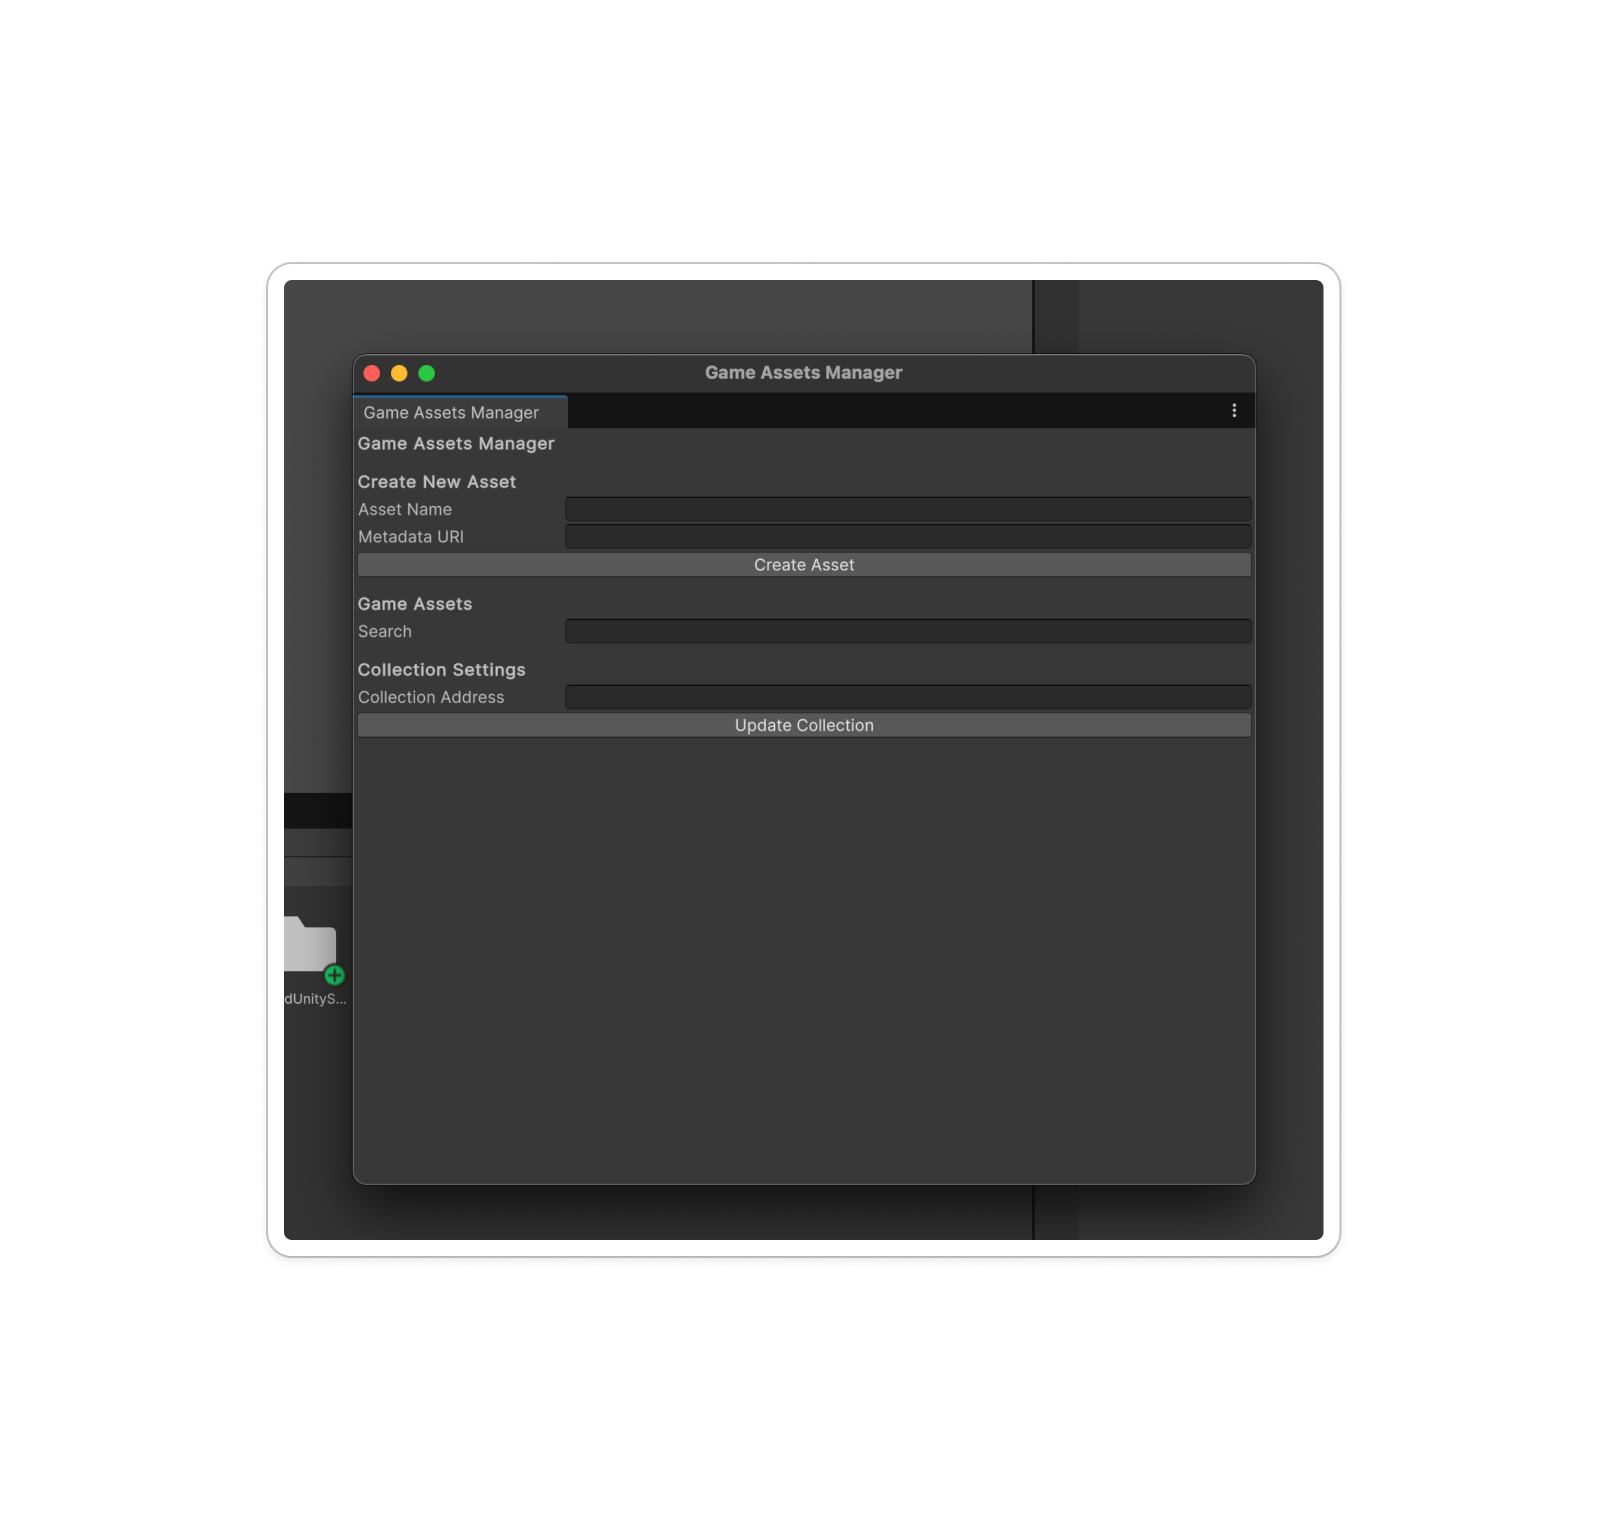 Game Assets Manager
Game Assets Manager
Game Assets Manager
Create New Asset
Asset Name
Metadata URI
Create Asset
Game Assets
Search
Collection Settings
Collection Address
Update Collection
dUnityS...